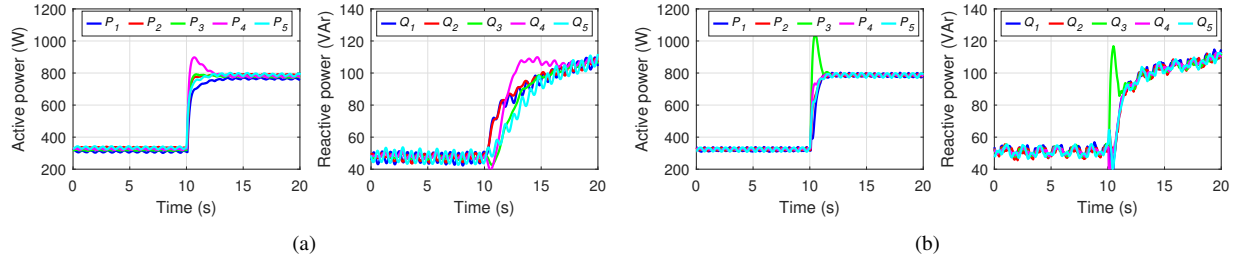 P1 P2 P3 P4 P5
1200
1000
800
600
400
200
Active power (W)
0 5 10 15 20
Time (s)
Q1 Q2 Q3 Q4 Q5
120
100
80
60
40
Reactive power (VAr)
0 5 10 15 20
Time (s)
(a)
P1 P2 P3 P4 P5
1200
1000
800
600
400
200
Active power (W)
0 5 10 15 20
Time (s)
Q1 Q2 Q3 Q4 Q5
140
120
100
80
60
40
Reactive power (VAr)
0 5 10 15 20
Time (s)
(b)